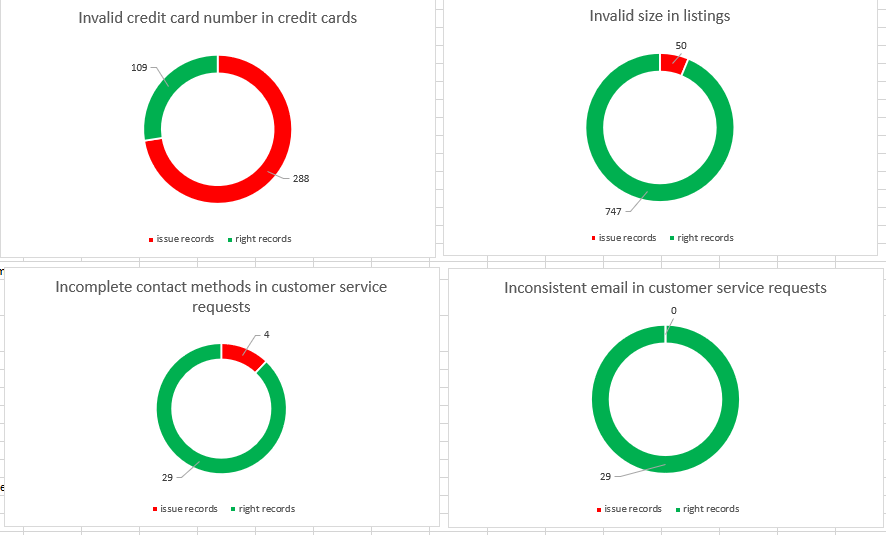 Invalid credit card number in credit cards
109
288
issue records
right records
Invalid size in listings
50
747
issue records
right records
Incomplete contact methods in customer service
requests
4
29
issue records
right records
Inconsistent email in customer service requests
0
29
issue records
right records